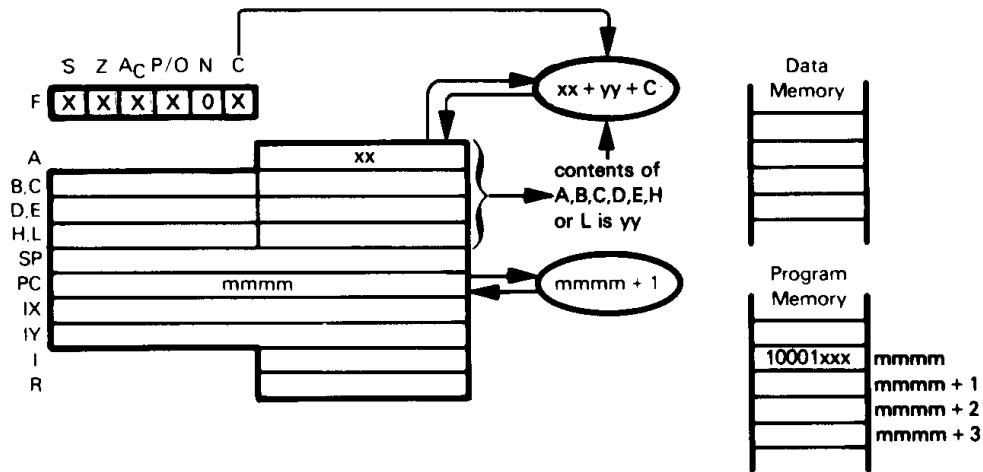 S Z AC P/O N C
F X X X X 0 X
xx + yy + C
A xx
B,C
D,E
H,L
SP
PC mmmm
IX
IY
I
R
contents of
A,B,C,D,E,H
or L is yy
mmmm + 1
Data
Memory
Program
Memory
10001xxx mmmm
mmmm + 1
mmmm + 2
mmmm + 3